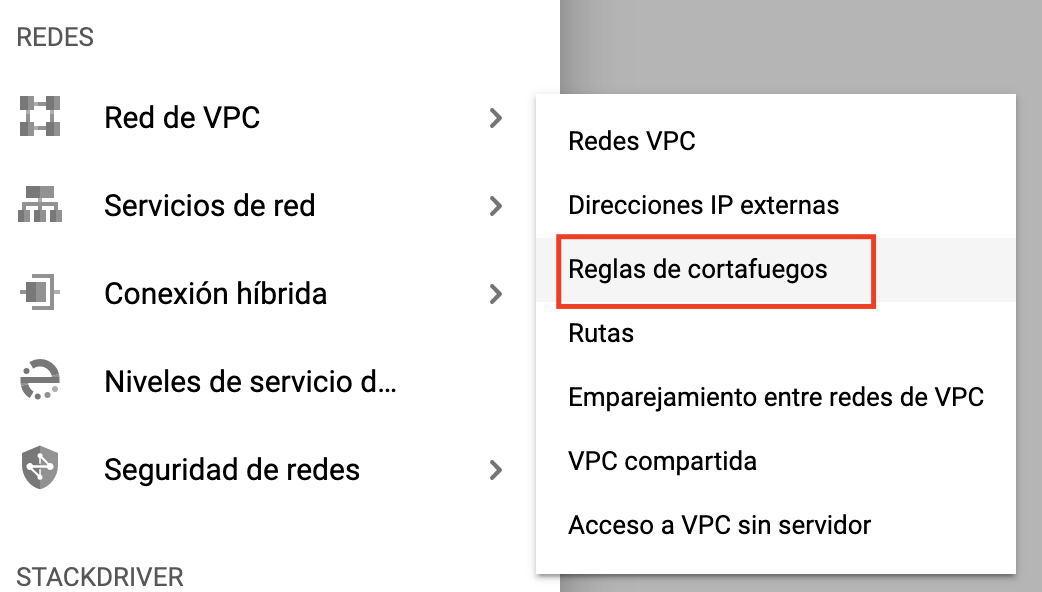 REDES
Red de VPC
Servicios de red
Conexión híbrida
Niveles de servicio d...
Seguridad de redes
STACKDRIVER
Redes VPC
Direcciones IP externas
Reglas de cortafuegos
Rutas
Emparejamiento entre redes de VPC
VPC compartida
Acceso a VPC sin servidor